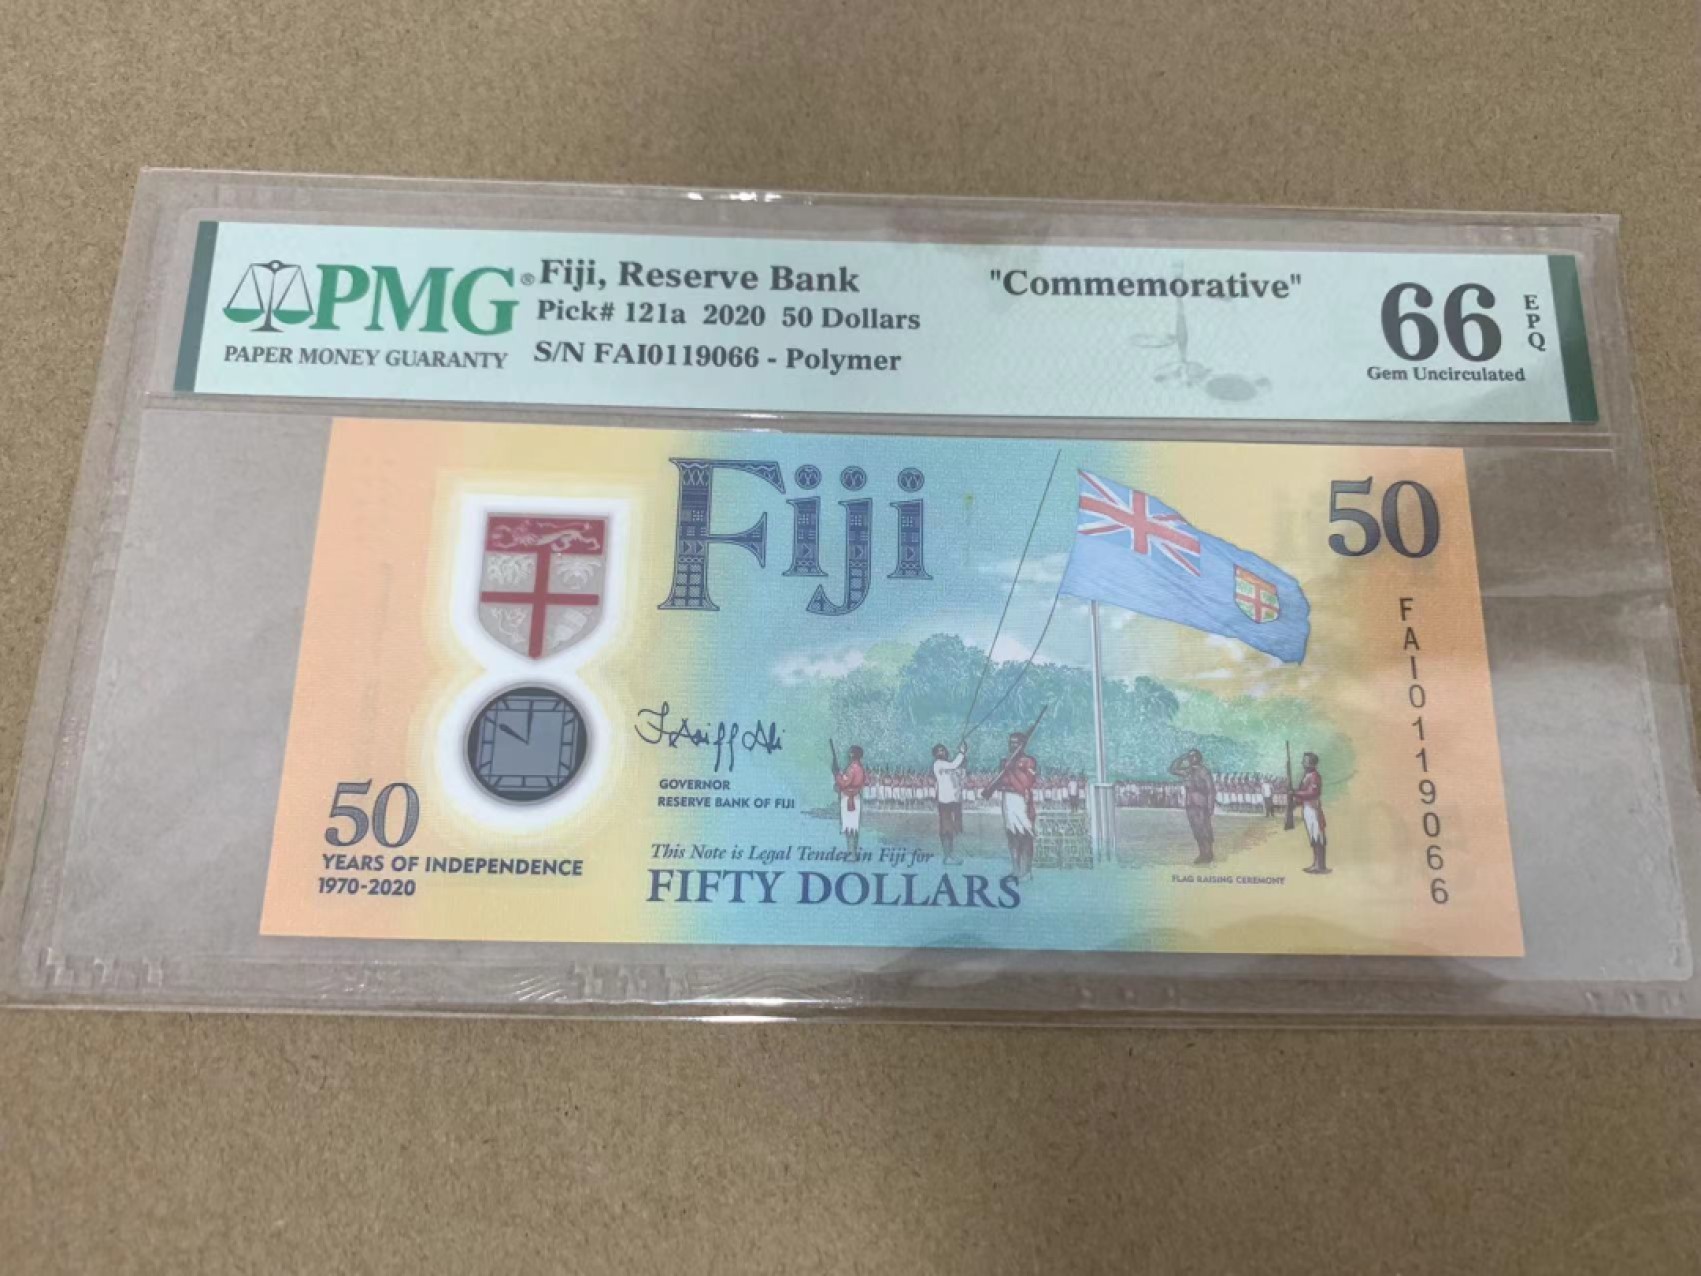 PMG®
PAPER MONEY GUARANTY
Fiji, Reserve Bank
"Commemorative"
Pick# 121a 2020 50 Dollars
S/N FAI0119066 - Polymer
66
EPQ
Gem Uncirculated
Fiji
50
FAI0119066
GOVERNOR
RESERVE BANK OF FIJI
50
YEARS OF INDEPENDENCE
1970-2020
This Note is Legal Tender in Fiji for
FIFTY DOLLARS
FLAG RAISING CEREMONY